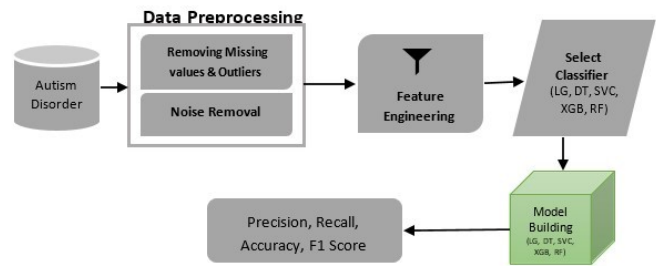 Data Preprocessing
Autism
Disorder
Removing Missing
values & Outliers
Noise Removal
Feature
Engineering
Select
Classifier
(LG, DT, SVC,
XGB, RF)
Model
Building
(LG, DT, SVC,
XGB, RF)
Precision, Recall,
Accuracy, F1 Score